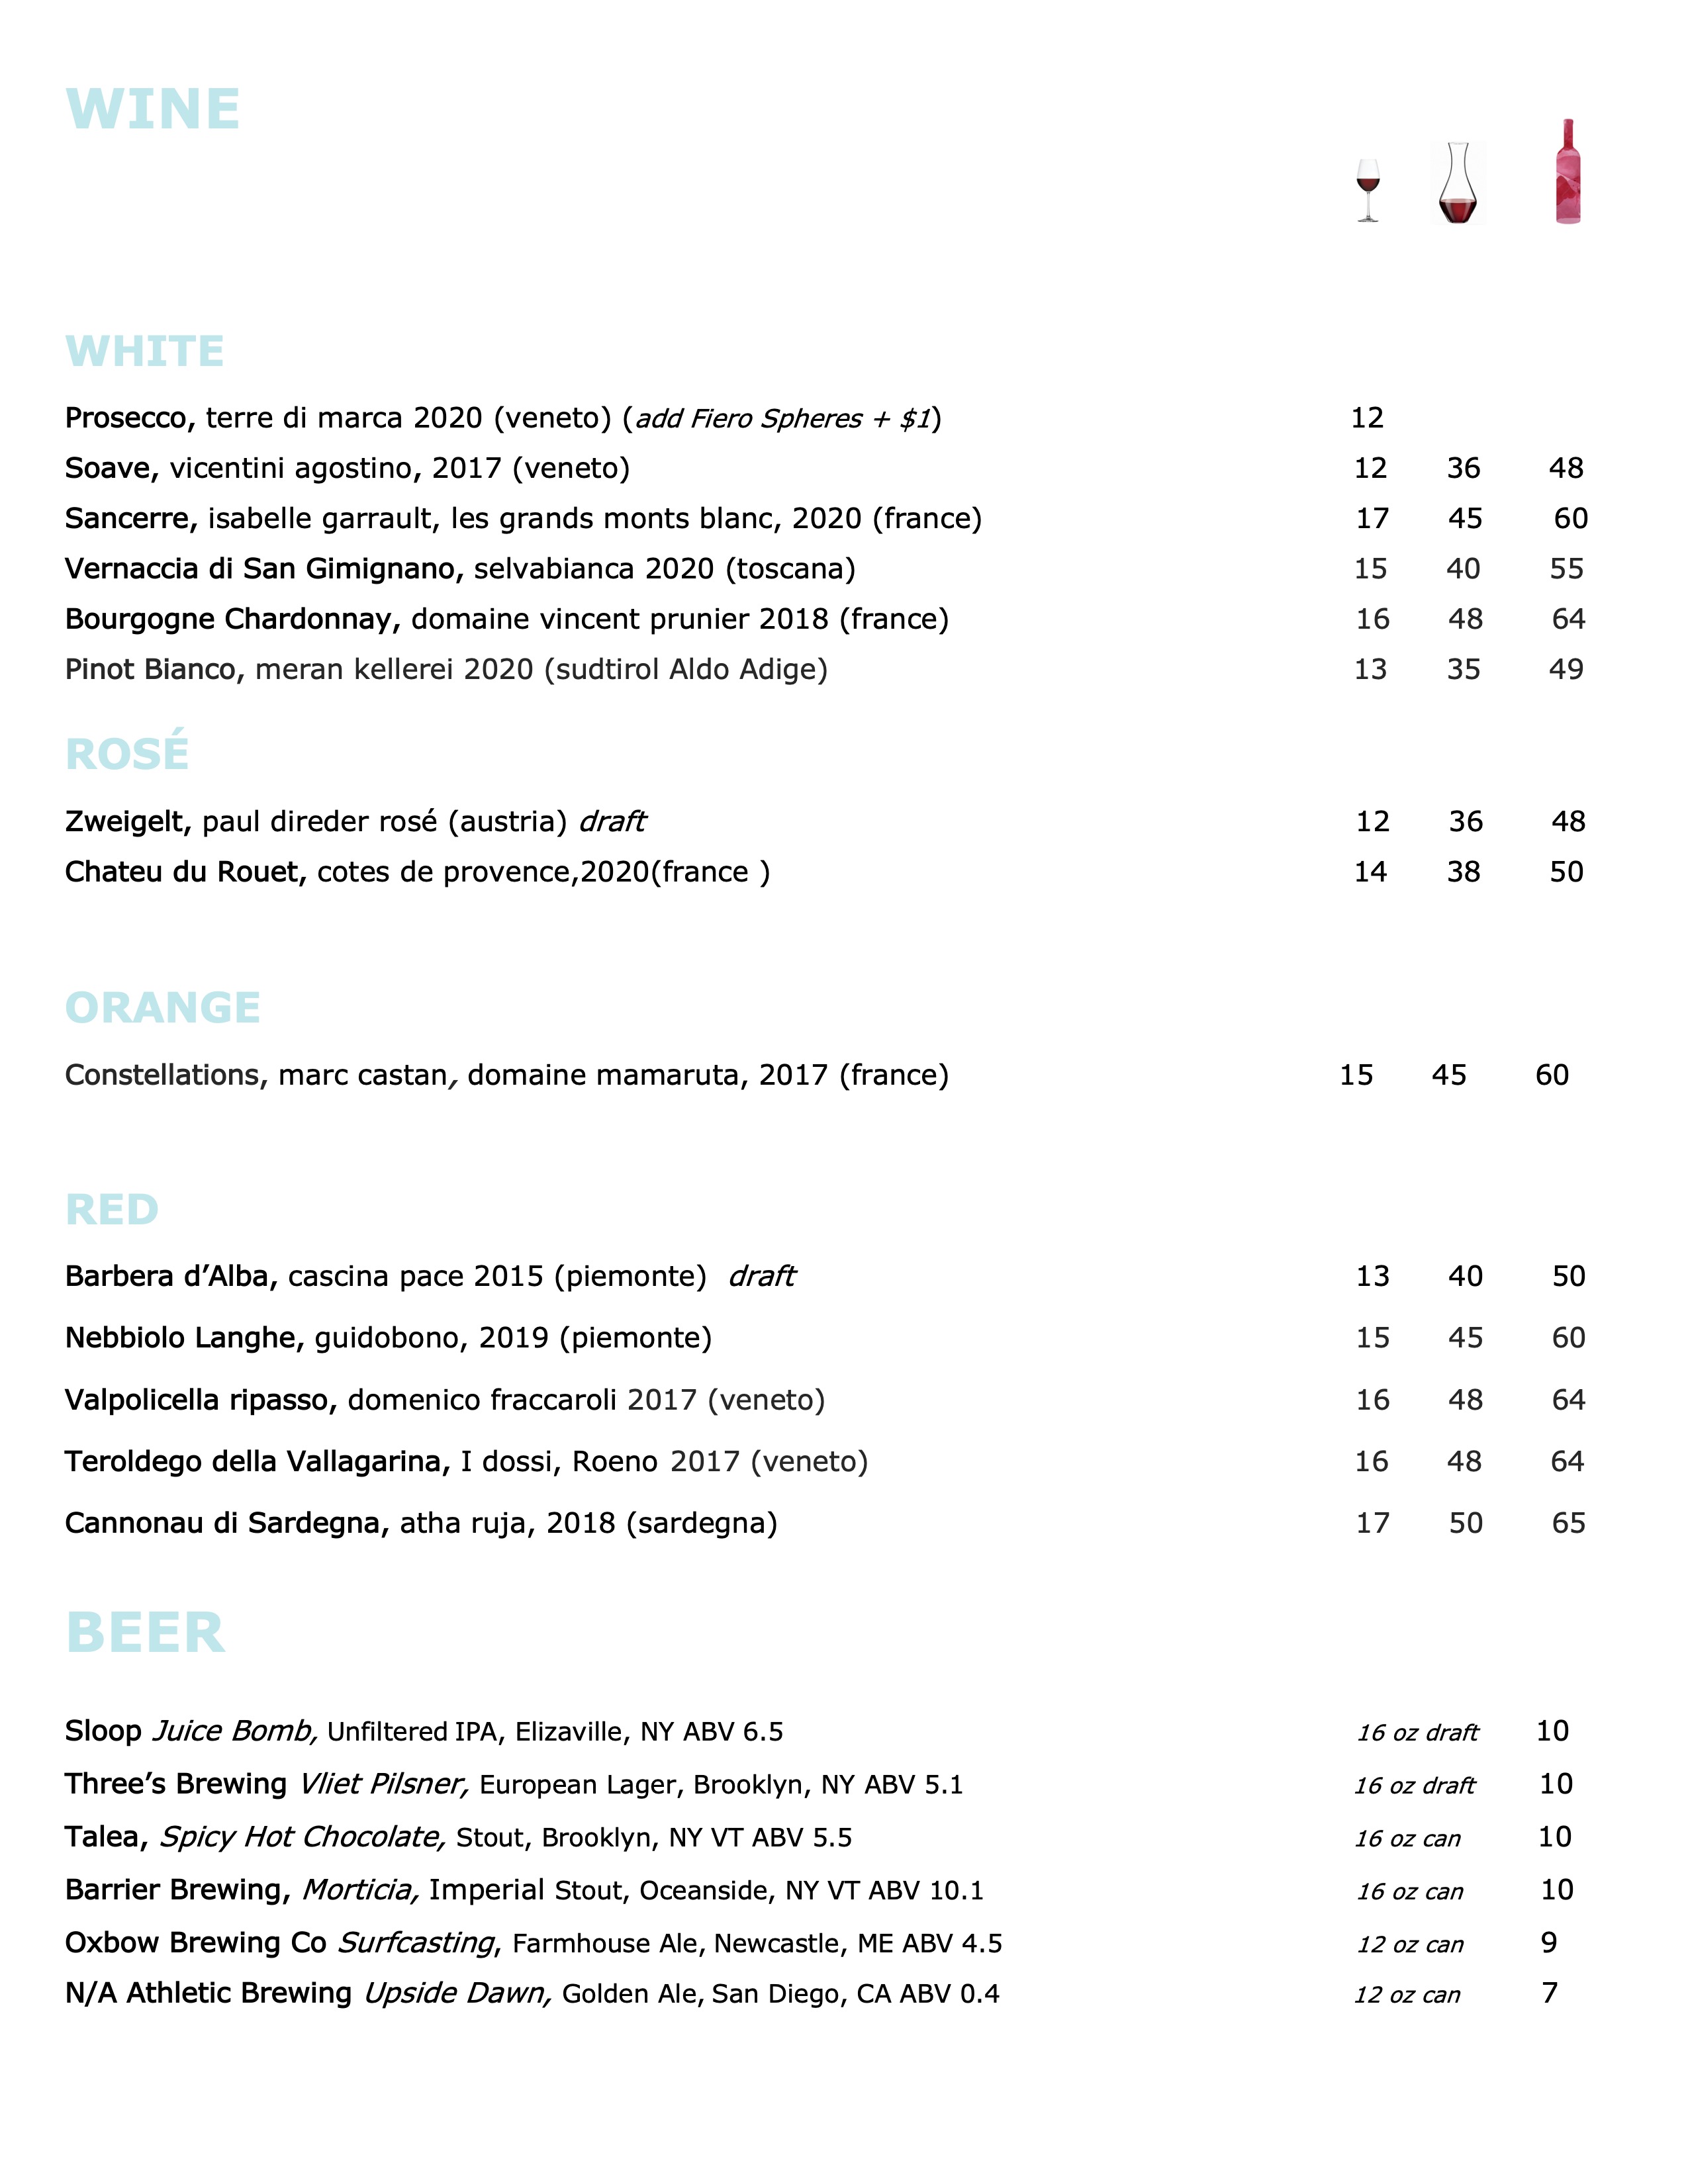 WINE
WHITE
Prosecco, terre di marca 2020 (veneto) (add Fiero Spheres + $1) 12
Soave, vicentini agostino, 2017 (veneto) 12 36 48
Sancerre, isabelle garrault, les grands monts blanc, 2020 (france) 17 45 60
Vernaccia di San Gimignano, selvabianca 2020 (toscana) 15 40 55
Bourgogne Chardonnay, domaine vincent prunier 2018 (france) 16 48 64
Pinot Bianco, meran kellerei 2020 (sudtirol Aldo Adige) 13 35 49
ROSÉ
Zweigelt, paul direder rosé (austria) draft 12 36 48
Chateu du Rouet, cotes de provence,2020(france ) 14 38 50
ORANGE
Constellations, marc castan, domaine mamaruta, 2017 (france) 15 45 60
RED
Barbera d’Alba, cascina pace 2015 (piemonte) draft 13 40 50
Nebbiolo Langhe, guidobono, 2019 (piemonte) 15 45 60
Valpolicella ripasso, domenico fraccaroli 2017 (veneto) 16 48 64
Teroldego della Vallagarina, I dossi, Roeno 2017 (veneto) 16 48 64
Cannonau di Sardegna, atha ruja, 2018 (sardegna) 17 50 65
BEER
Sloop Juice Bomb, Unfiltered IPA, Elizaville, NY ABV 6.5 16 oz draft 10
Three’s Brewing Vliet Pilsner, European Lager, Brooklyn, NY ABV 5.1 16 oz draft 10
Talea, Spicy Hot Chocolate, Stout, Brooklyn, NY VT ABV 5.5 16 oz can 10
Barrier Brewing, Morticia, Imperial Stout, Oceanside, NY VT ABV 10.1 16 oz can 10
Oxbow Brewing Co Surfcasting, Farmhouse Ale, Newcastle, ME ABV 4.5 12 oz can 9
N/A Athletic Brewing Upside Dawn, Golden Ale, San Diego, CA ABV 0.4 12 oz can 7